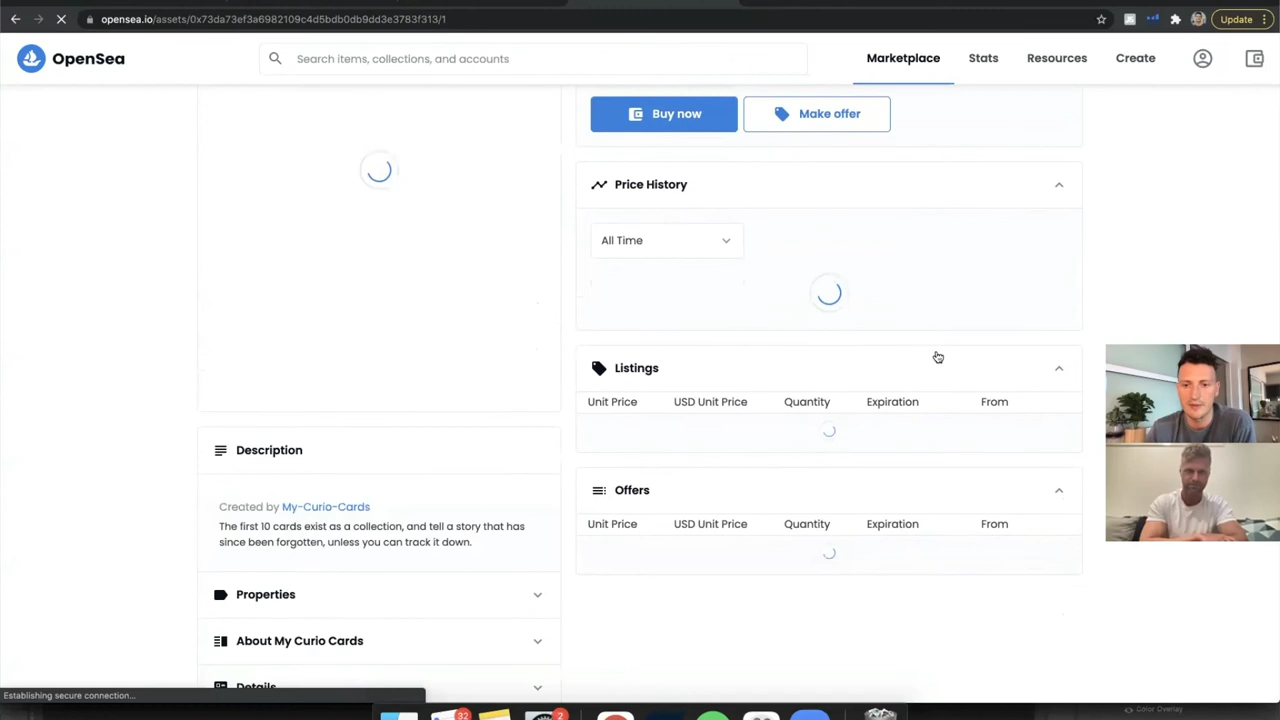 opensea.io/assets/0x73da73ef3a6982109c4d5bdb0db9dd3e3783f313/1
Update
OpenSea
Search items, collections, and accounts
Marketplace
Stats
Resources
Create
Buy now
Make offer
Price History
All Time
Listings
Unit Price USD Unit Price Quantity Expiration From
Offers
Unit Price USD Unit Price Quantity Expiration From
Description
Created by My-Curio-Cards
The first 10 cards exist as a collection, and tell a story that has
since been forgotten, unless you can track it down.
Properties
About My Curio Cards
Details
Establishing secure connection...
32
2
Color Overlay